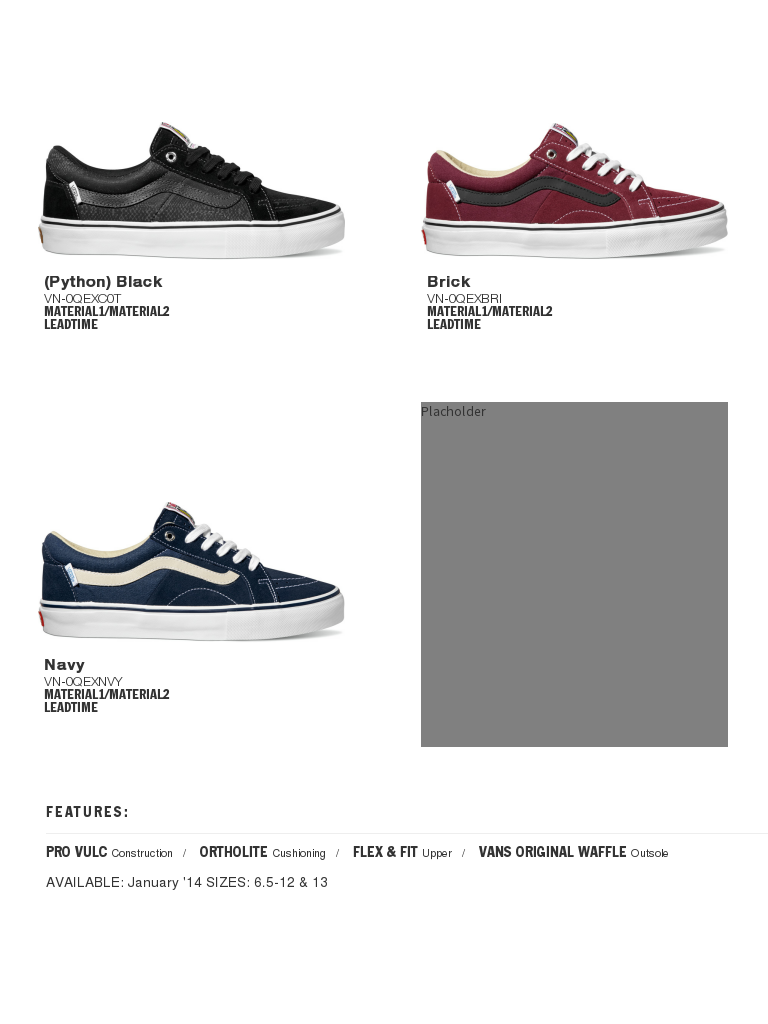 (Python) Black
VN-0QEXC0T
MATERIAL1/MATERIAL2
LEADTIME
Brick
VN-0QEXBRI
MATERIAL1/MATERIAL2
LEADTIME
Placholder
Navy
VN-0QEXNVY
MATERIAL1/MATERIAL2
LEADTIME
FEATURES:
PRO VULC Construction / ORTHOLITE Cushioning / FLEX & FIT Upper / VANS ORIGINAL WAFFLE Outsole
AVAILABLE: January '14 SIZES: 6.5-12 & 13